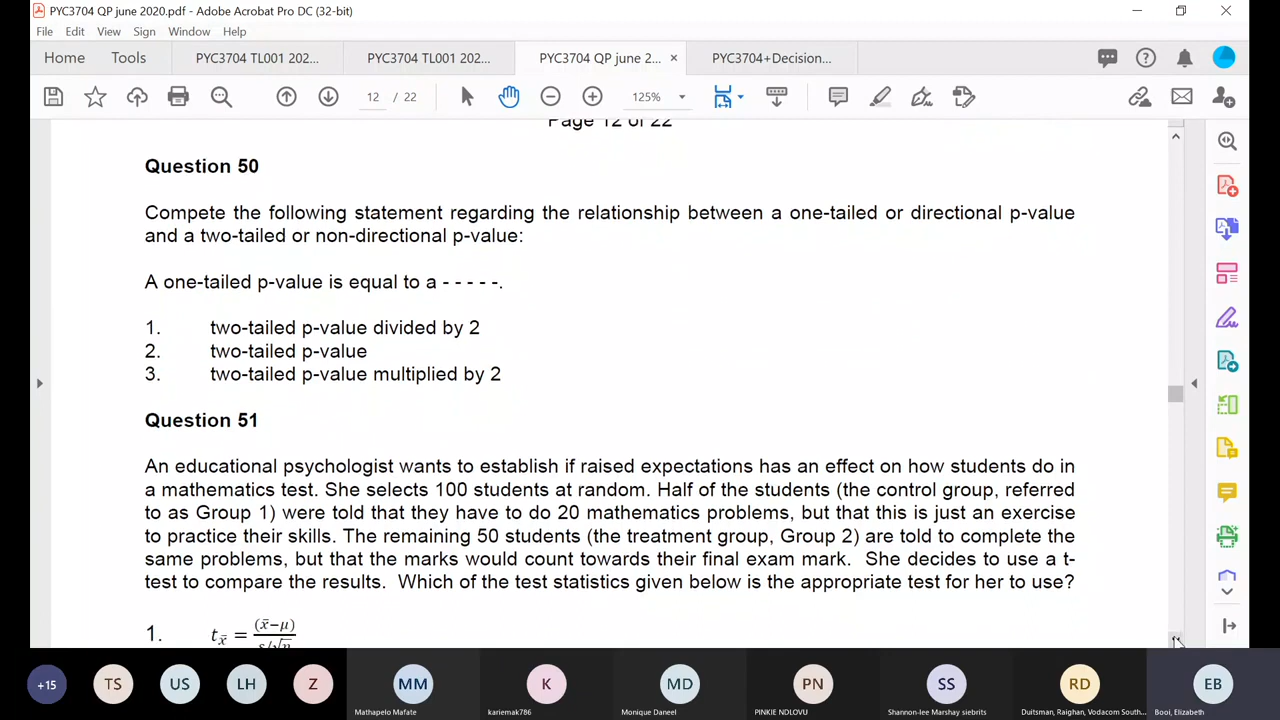 PYC3704 QP june 2020.pdf - Adobe Acrobat Pro DC (32-bit)
File Edit View Sign Window Help
Home Tools PYC3704 TL001 202... PYC3704 TL001 202... PYC3704 QP june 2... × PYC3704+Decision...
12 / 22 125%
Page 12 of 22
Question 50
Compete the following statement regarding the relationship between a one-tailed or directional p-value
and a two-tailed or non-directional p-value:
A one-tailed p-value is equal to a - - - - -.
1. two-tailed p-value divided by 2
2. two-tailed p-value
3. two-tailed p-value multiplied by 2
Question 51
An educational psychologist wants to establish if raised expectations has an effect on how students do in
a mathematics test. She selects 100 students at random. Half of the students (the control group, referred
to as Group 1) were told that they have to do 20 mathematics problems, but that this is just an exercise
to practice their skills. The remaining 50 students (the treatment group, Group 2) are told to complete the
same problems, but that the marks would count towards their final exam mark. She decides to use a t-
test to compare the results. Which of the test statistics given below is the appropriate test for her to use?
1. t_x̄ = (x̄−μ) / s/√n
+15 TS US LH Z MM K MD PN SS RD EB
Mathapelo Mafate kariemak786 Monique Daneel PINKIE NDLOVU Shannon-lee Marshay siebrits Duitsman, Raighan, Vodacom South... Booi, Elizabeth